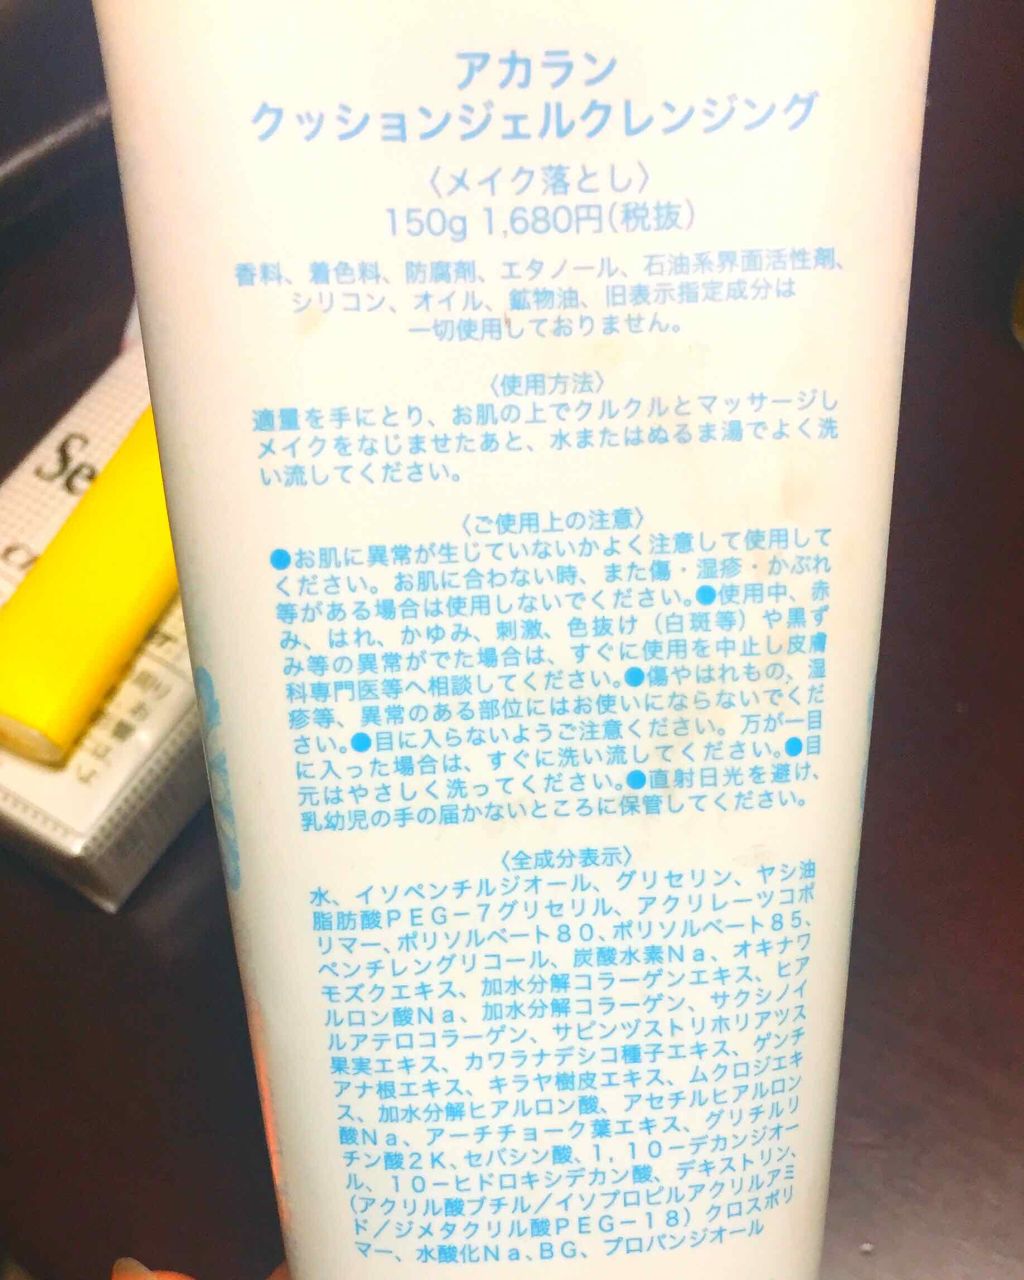 アカラン
クッションジェルクレンジング
〈メイク落とし〉
150g 1,680円(税抜)
香料、着色料、防腐剤、エタノール、石油系界面活性剤、
シリコン、オイル、鉱物油、旧表示指定成分は
一切使用しておりません。
〈使用方法〉
適量を手にとり、お肌の上でクルクルとマッサージし
メイクをなじませたあと、水またはぬるま湯でよく洗
い流してください。
〈ご使用上の注意〉
●お肌に異常が生じていないかよく注意して使用して
ください。お肌に合わない時、また傷・湿疹・かぶれ
等がある場合は使用しないでください。●使用中、赤
み、はれ、かゆみ、刺激、色抜け（白斑等）や黒ず
み等の異常がでた場合は、すぐに使用を中止し皮膚
科専門医等へ相談してください。●傷やはれもの、湿
疹等、異常のある部位にはお使いにならないでくだ
さい。●目に入らないようご注意ください。万が一目
に入った場合は、すぐに洗い流してください。●目
元はやさしく洗ってください。●直射日光を避け、
乳幼児の手の届かないところに保管してください。
〈全成分表示〉
水、イソペンチルジオール、グリセリン、ヤシ油
脂肪酸PEG－7グリセリル、アクリレーツコポ
リマー、ポリソルベート80、ポリソルベート85、
ペンチレングリコール、炭酸水素Na、オキナワ
モズクエキス、加水分解コラーゲンエキス、ヒア
ルロン酸Na、加水分解コラーゲン、サクシノイ
ルアテロコラーゲン、サピンヅストリホリアツス
果実エキス、カワラナデシコ種子エキス、ゲンチ
アナ根エキス、キラヤ樹皮エキス、ムクロジエキ
ス、加水分解ヒアルロン酸、アセチルヒアルロン
酸Na、アーチチョーク葉エキス、グリチルリ
チン酸2K、セバシン酸、1，10－デカンジオー
ル、10－ヒドロキシデカン酸、デキストリン、
（アクリル酸ブチル／イソプロピルアクリルアミ
ド／ジメタクリル酸PEG－18）クロスポリ
マー、水酸化Na、BG、プロパンジオール
Se